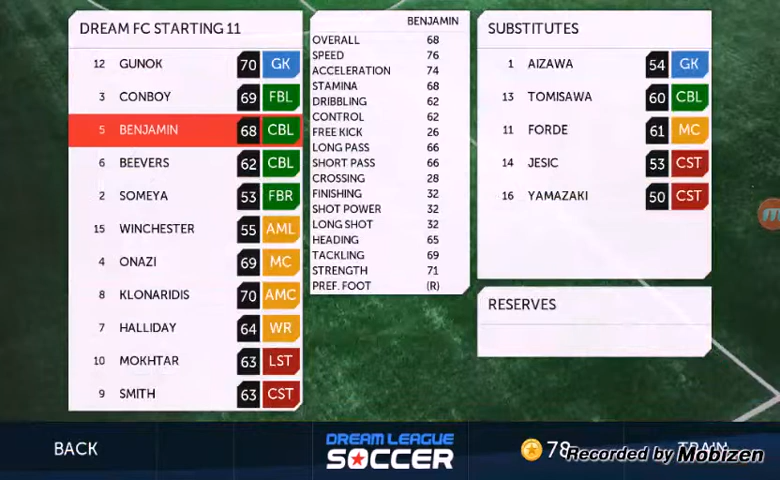 DREAM FC STARTING 11
12 GUNOK 70 GK
3 CONBOY 69 FBL
5 BENJAMIN 68 CBL
6 BEEVERS 62 CBL
2 SOMEYA 53 FBR
15 WINCHESTER 55 AML
4 ONAZI 69 MC
8 KLONARIDIS 70 AMC
7 HALLIDAY 64 WR
10 MOKHTAR 63 LST
9 SMITH 63 CST
BENJAMIN
OVERALL 68
SPEED 76
ACCELERATION 74
STAMINA 68
DRIBBLING 62
CONTROL 62
FREE KICK 26
LONG PASS 66
SHORT PASS 66
CROSSING 28
FINISHING 32
SHOT POWER 32
LONG SHOT 32
HEADING 65
TACKLING 69
STRENGTH 71
PREF. FOOT (R)
SUBSTITUTES
1 AIZAWA 54 GK
13 TOMISAWA 60 CBL
11 FORDE 61 MC
14 JESIC 53 CST
16 YAMAZAKI 50 CST
RESERVES
BACK
DREAM LEAGUE
SOCCER
78
Recorded by Mobizen